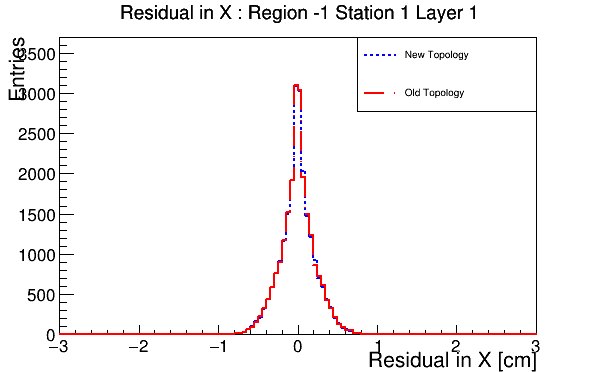 Residual in X : Region -1 Station 1 Layer 1
Entries
3500
3000
2500
2000
1500
1000
500
0
New Topology
Old Topology
−3 −2 −1 0 1 2 3
Residual in X [cm]